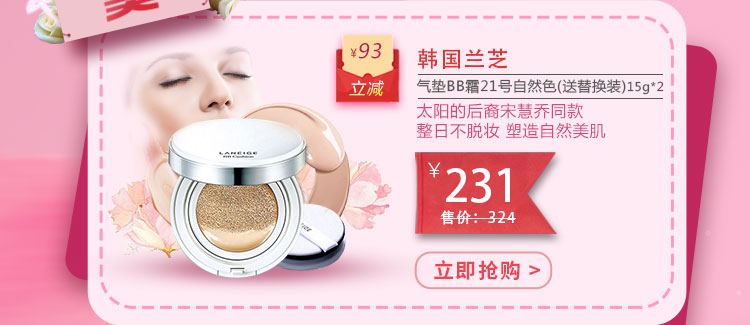 ¥93
立减
韩国兰芝
气垫BB霜21号自然色(送替换装)15g*2
太阳的后裔宋慧乔同款
整日不脱妆 塑造自然美肌
¥231
售价：324
立即抢购 >
LANEIGE
BB Cushion